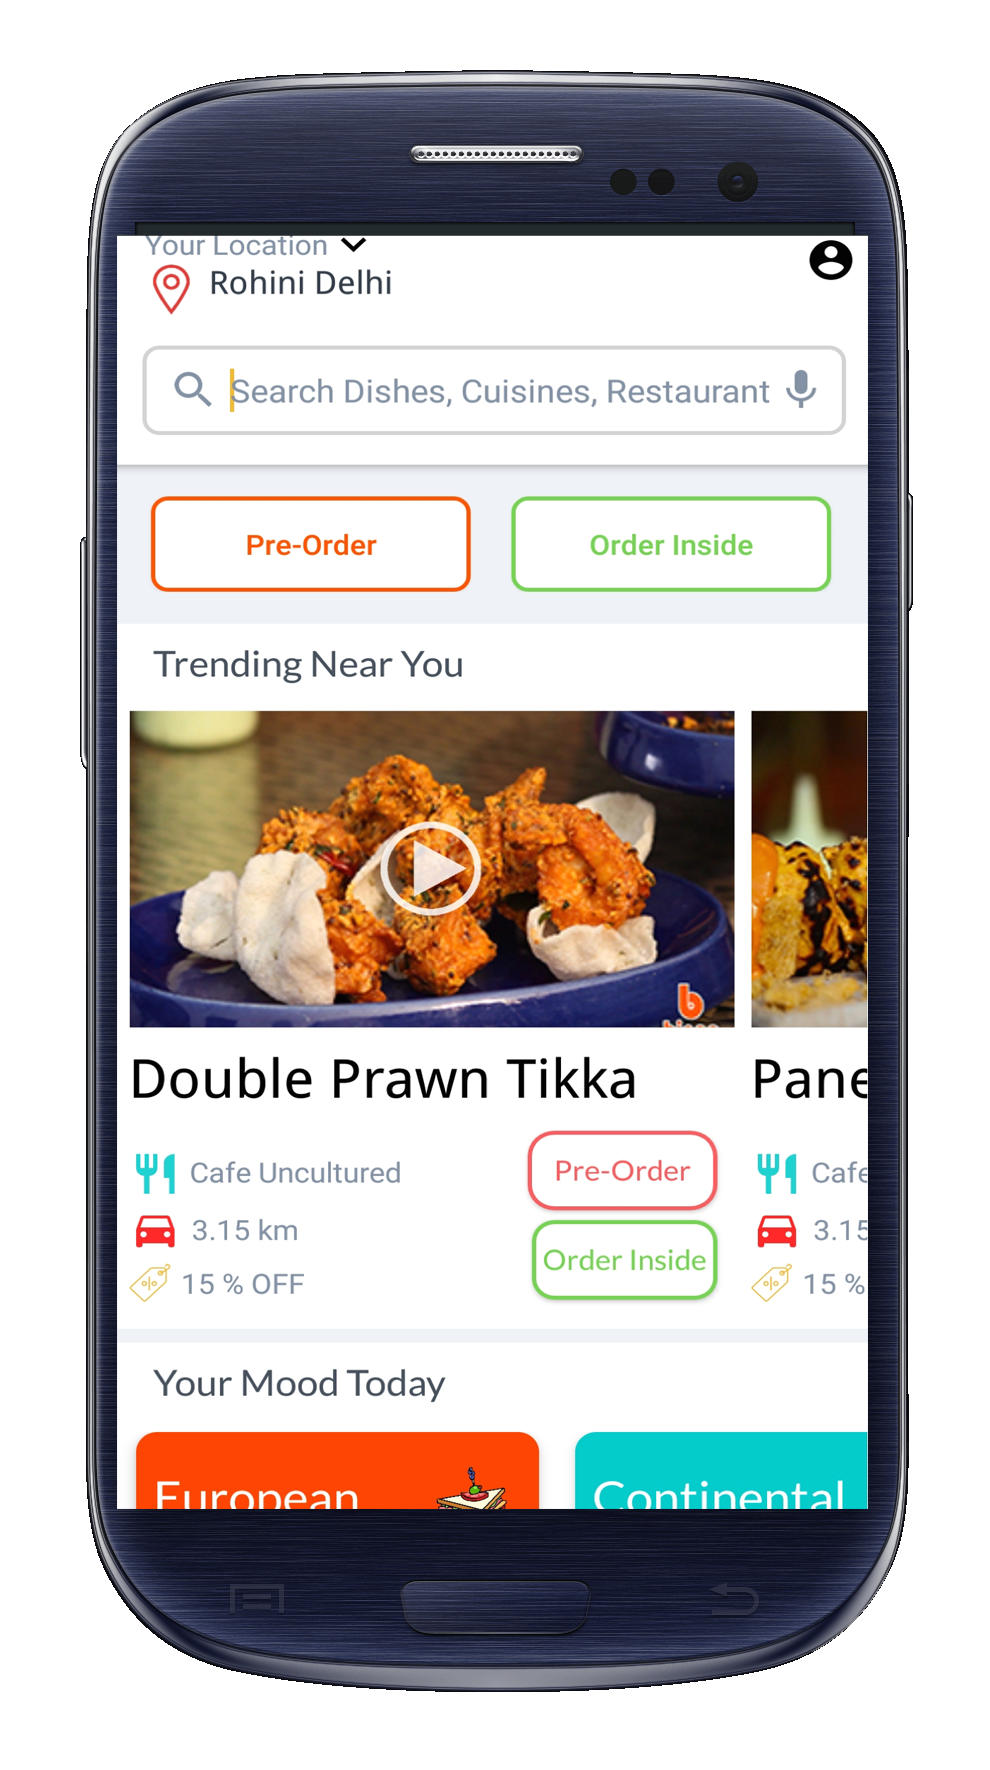 Your Location
Rohini Delhi
Search Dishes, Cuisines, Restaurant
Pre-Order
Order Inside
Trending Near You
b
Double Prawn Tikka
Pane
Cafe Uncultured
Pre-Order
Cafe
3.15 km
3.15
Order Inside
15 % OFF
15 %
Your Mood Today
European
Continental